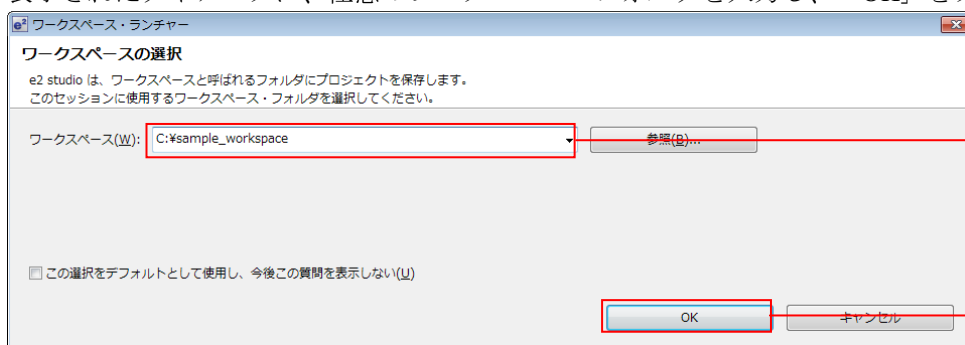 e² ワークスペース・ランチャー
ワークスペースの選択
e2 studio は、ワークスペースと呼ばれるフォルダにプロジェクトを保存します。
このセッションに使用するワークスペース・フォルダを選択してください。
ワークスペース(W): C:¥sample_workspace 参照(B)...
この選択をデフォルトとして使用し、今後この質問を表示しない(U)
OK キャンセル